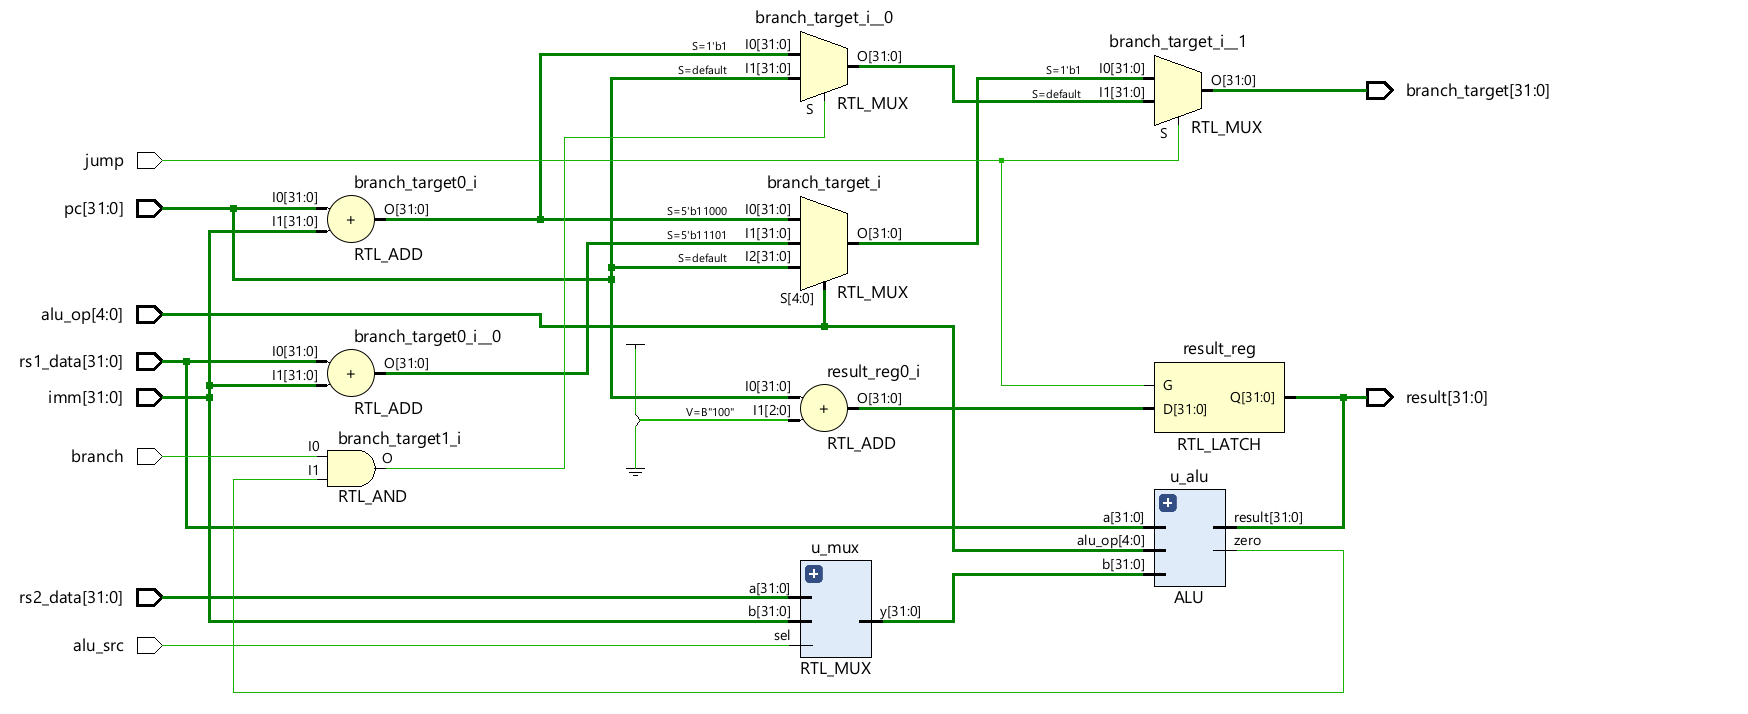 branch_target_i__0
S=1'b1 I0[31:0]
S=default I1[31:0]
O[31:0]
S
RTL_MUX
branch_target_i__1
S=1'b1 I0[31:0]
S=default I1[31:0]
O[31:0]
S
RTL_MUX
branch_target[31:0]
jump
pc[31:0]
branch_target0_i
I0[31:0]
I1[31:0]
+
O[31:0]
RTL_ADD
branch_target_i
S=5'b11000 I0[31:0]
S=5'b11101 I1[31:0]
S=default I2[31:0]
O[31:0]
S[4:0]
RTL_MUX
alu_op[4:0]
rs1_data[31:0]
imm[31:0]
branch_target0_i__0
I0[31:0]
I1[31:0]
+
O[31:0]
RTL_ADD
result_reg0_i
I0[31:0]
V=B"100" I1[2:0]
+
O[31:0]
RTL_ADD
result_reg
G
D[31:0]
Q[31:0]
RTL_LATCH
result[31:0]
branch
branch_target1_i
I0
I1
O
RTL_AND
u_alu
a[31:0]
alu_op[4:0]
b[31:0]
+
result[31:0]
zero
ALU
rs2_data[31:0]
alu_src
u_mux
a[31:0]
b[31:0]
sel
+
y[31:0]
RTL_MUX